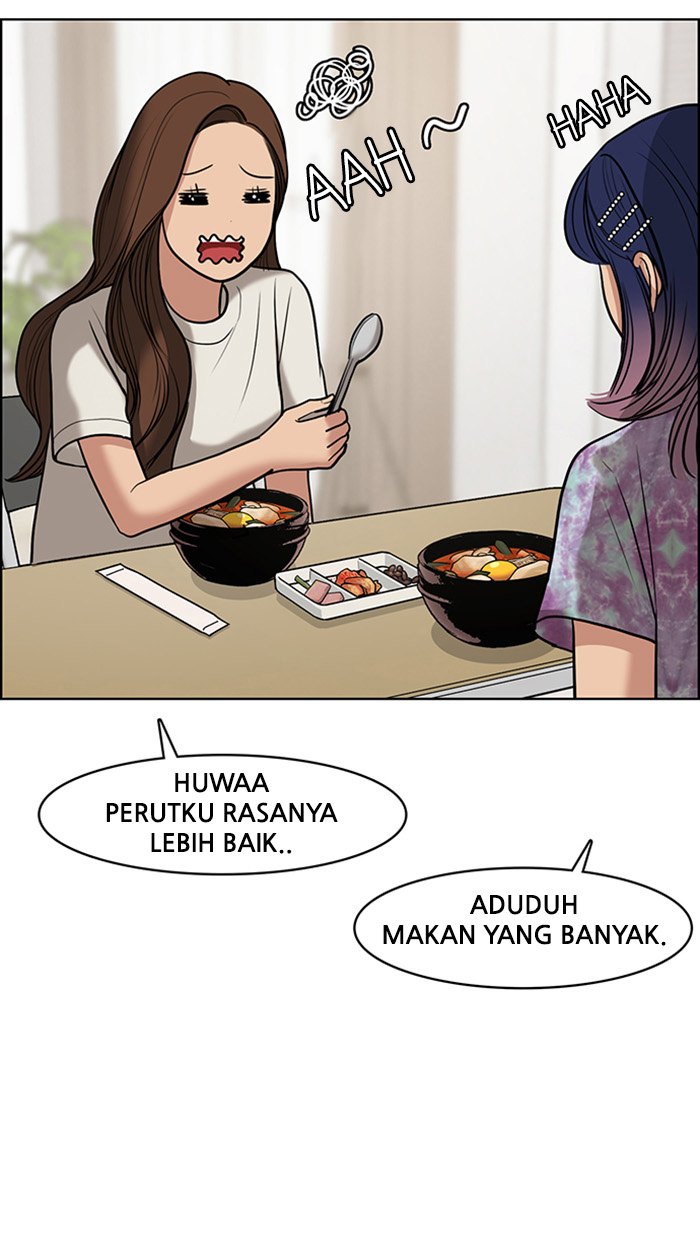 AAH ~
HAHA
HUWAA
PERUTKU RASANYA
LEBIH BAIK..
ADUDUH
MAKAN YANG BANYAK.